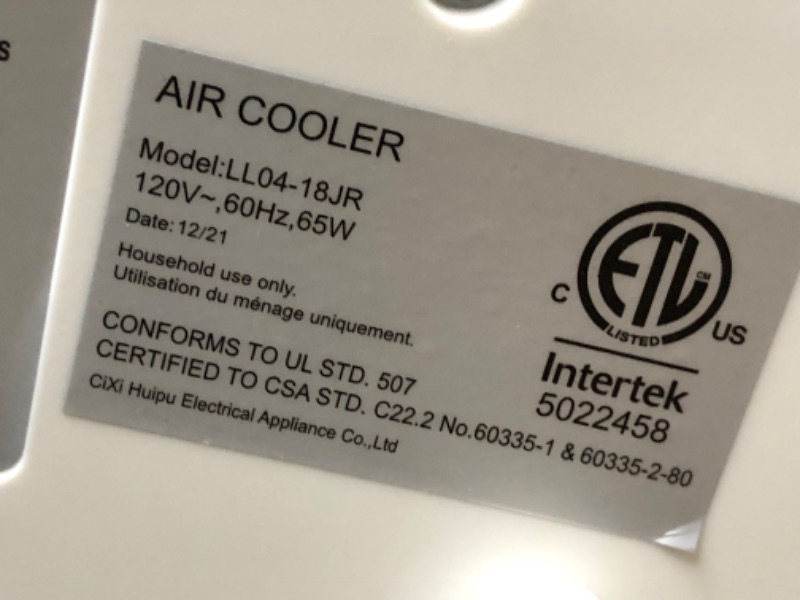 S
AIR COOLER
Model:LL04-18JR
120V~,60Hz,65W
Date: 12/21
Household use only.
Utilisation du ménage uniquement.
CONFORMS TO UL STD. 507
CERTIFIED TO CSA STD. C22.2 No.60335-1 & 60335-2-80
CiXi Huipu Electrical Appliance Co.,Ltd
ETL CM
LISTED
C US
Intertek
5022458